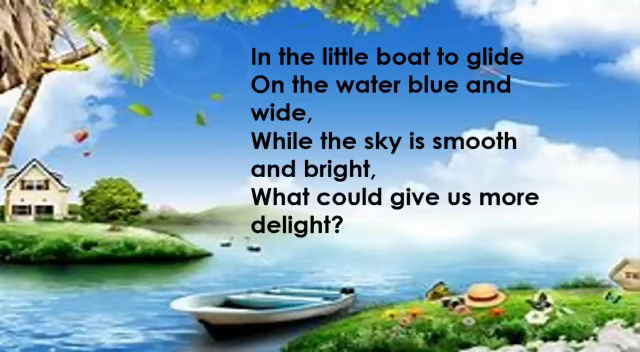 In the little boat to glide
On the water blue and
wide,
While the sky is smooth
and bright,
What could give us more
delight?